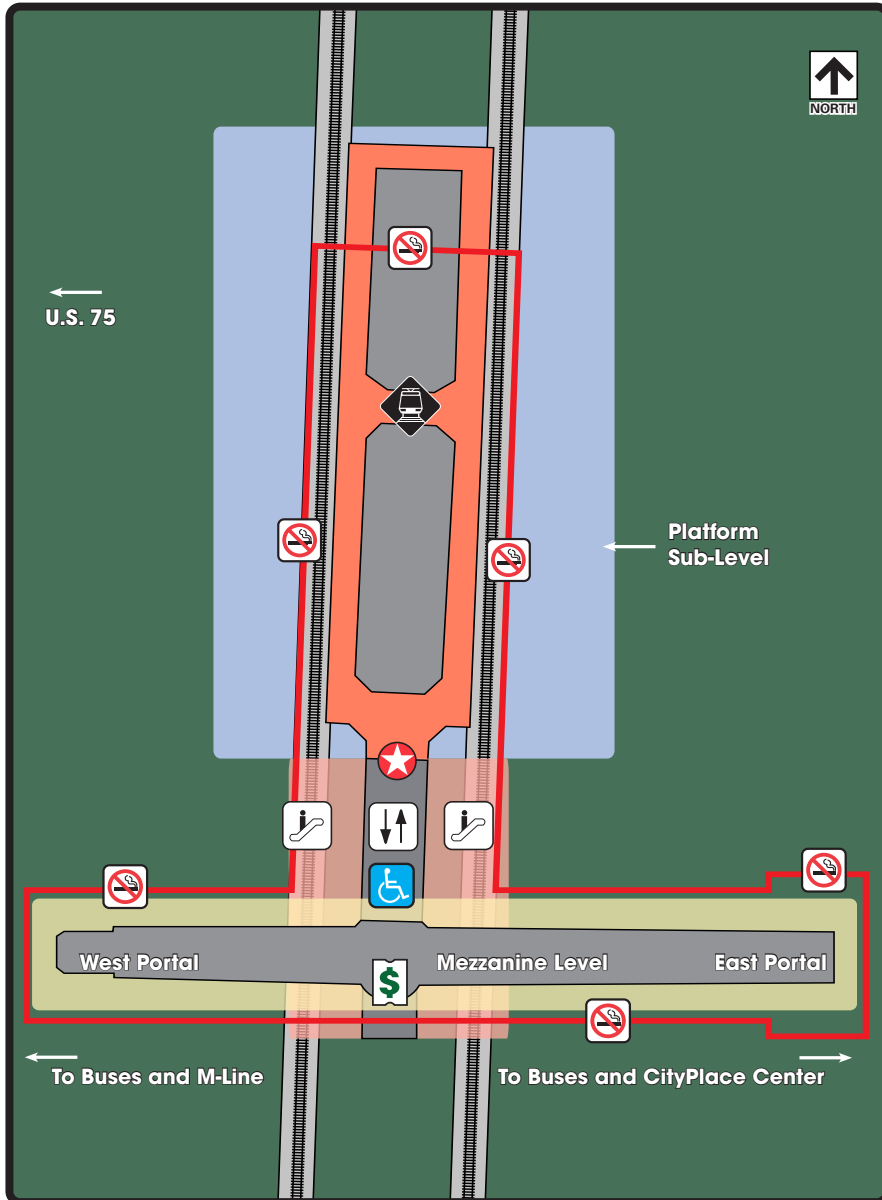 NORTH
U.S. 75
Platform
Sub-Level
West Portal
Mezzanine Level
East Portal
$
To Buses and M-Line
To Buses and CityPlace Center